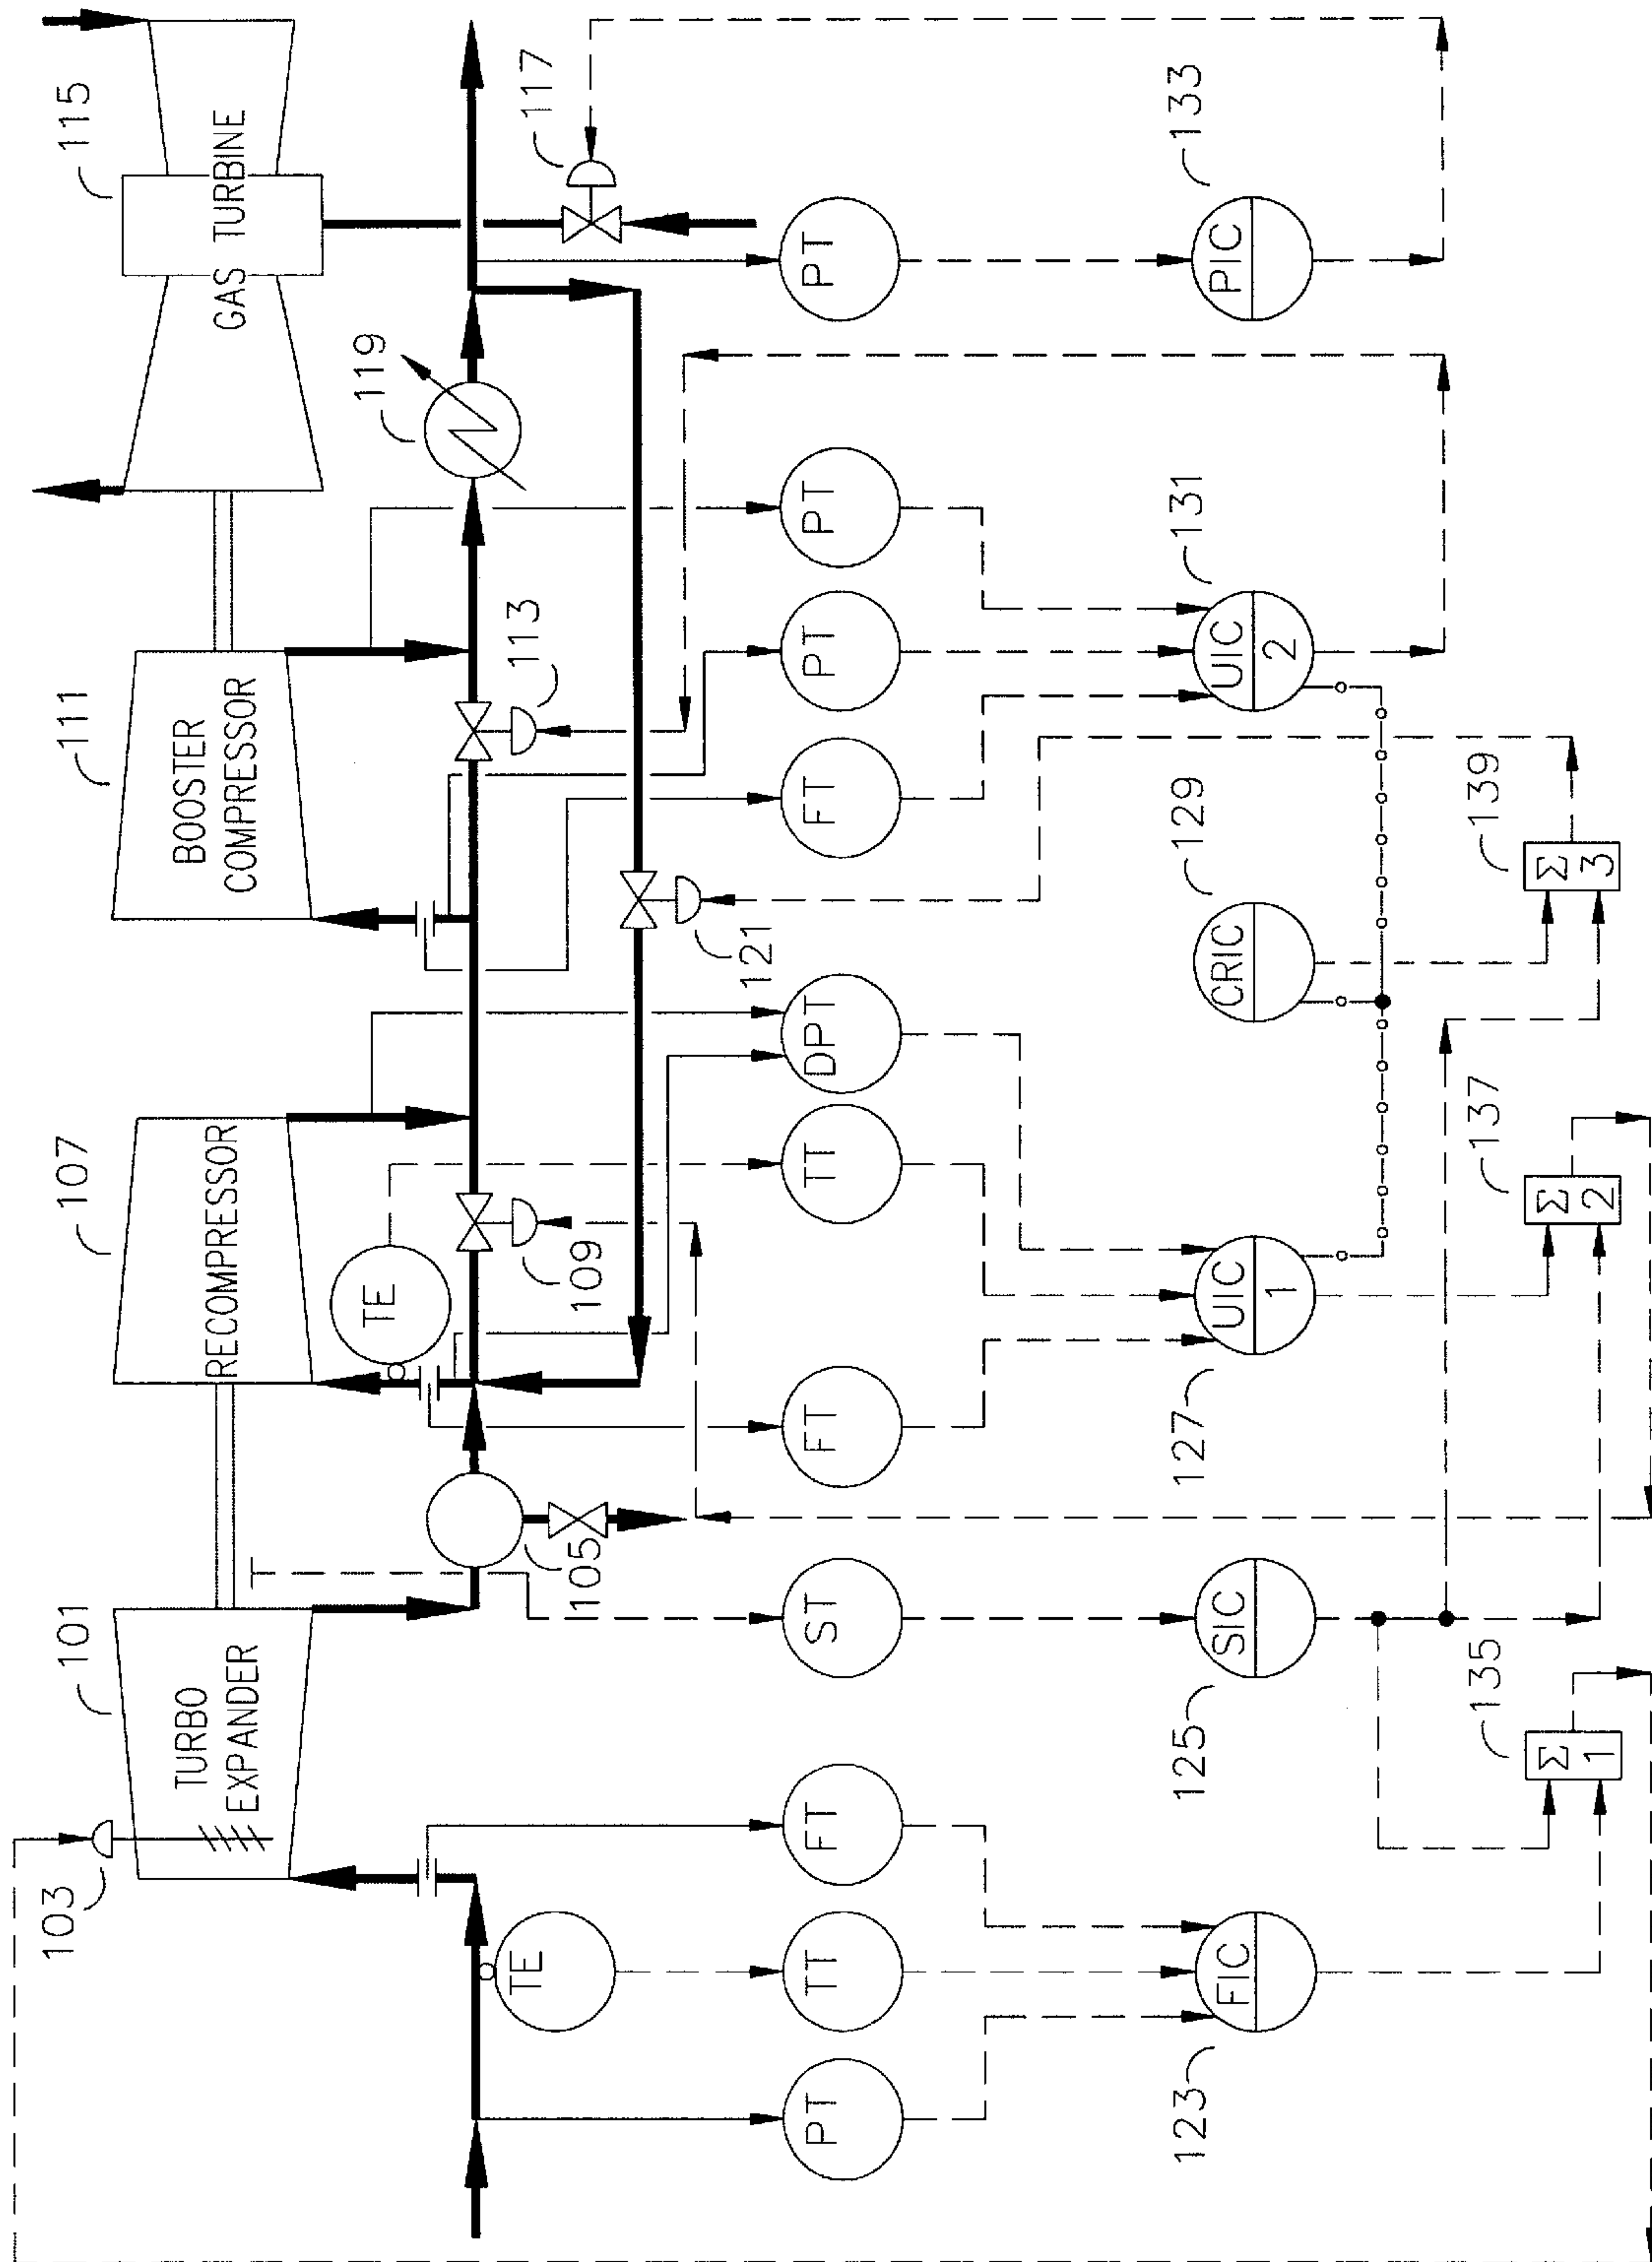 101
TURBO
EXPANDER
103
107
RECOMPRESSOR
111
BOOSTER
COMPRESSOR
115
GAS TURBINE
TE
105
TE
109
113
119
117
121
PT
TT
FT
ST
FT
TT
DPT
FT
PT
PT
PT
123
FIC
125
SIC
127
UIC
1
129
CRIC
131
UIC
2
133
PIC
135
Σ
1
137
Σ
2
139
Σ
3